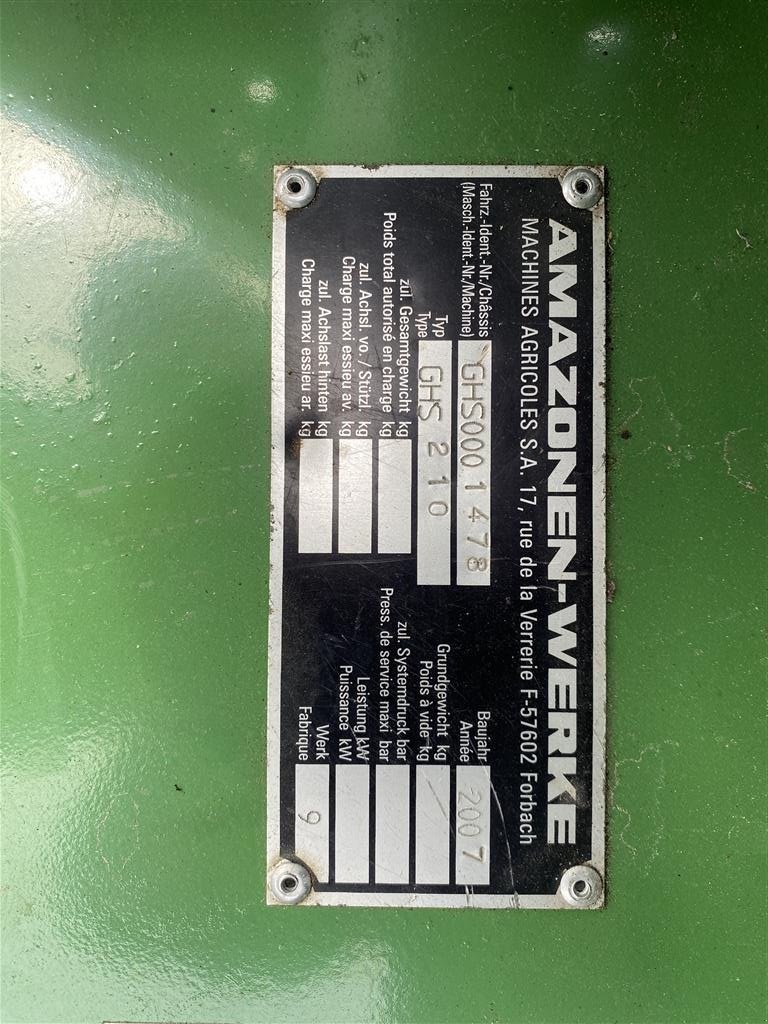 AMAZONEN-WERKE
MACHINES AGRICOLES S.A. 17, rue de la Verrerie F-57602 Forbach
Fahrz.-Ident.-Nr./Châssis
(Masch.-Ident.-Nr./Machine) GHS0001478
Typ
Type GHS 210
zul. Gesamtgewicht kg
Poids total autorisé en charge kg
zul. Achsl. vo./Stützl. kg
Charge maxi essieu av. kg
zul. Achslast hinten kg
Charge maxi essieu ar. kg
Baujahr
Année 2007
Grundgewicht kg
Poids à vide kg
zul. Systemdruck bar
Press. de service maxi bar
Leistung kW
Puissance kW
Werk
Fabrique 9